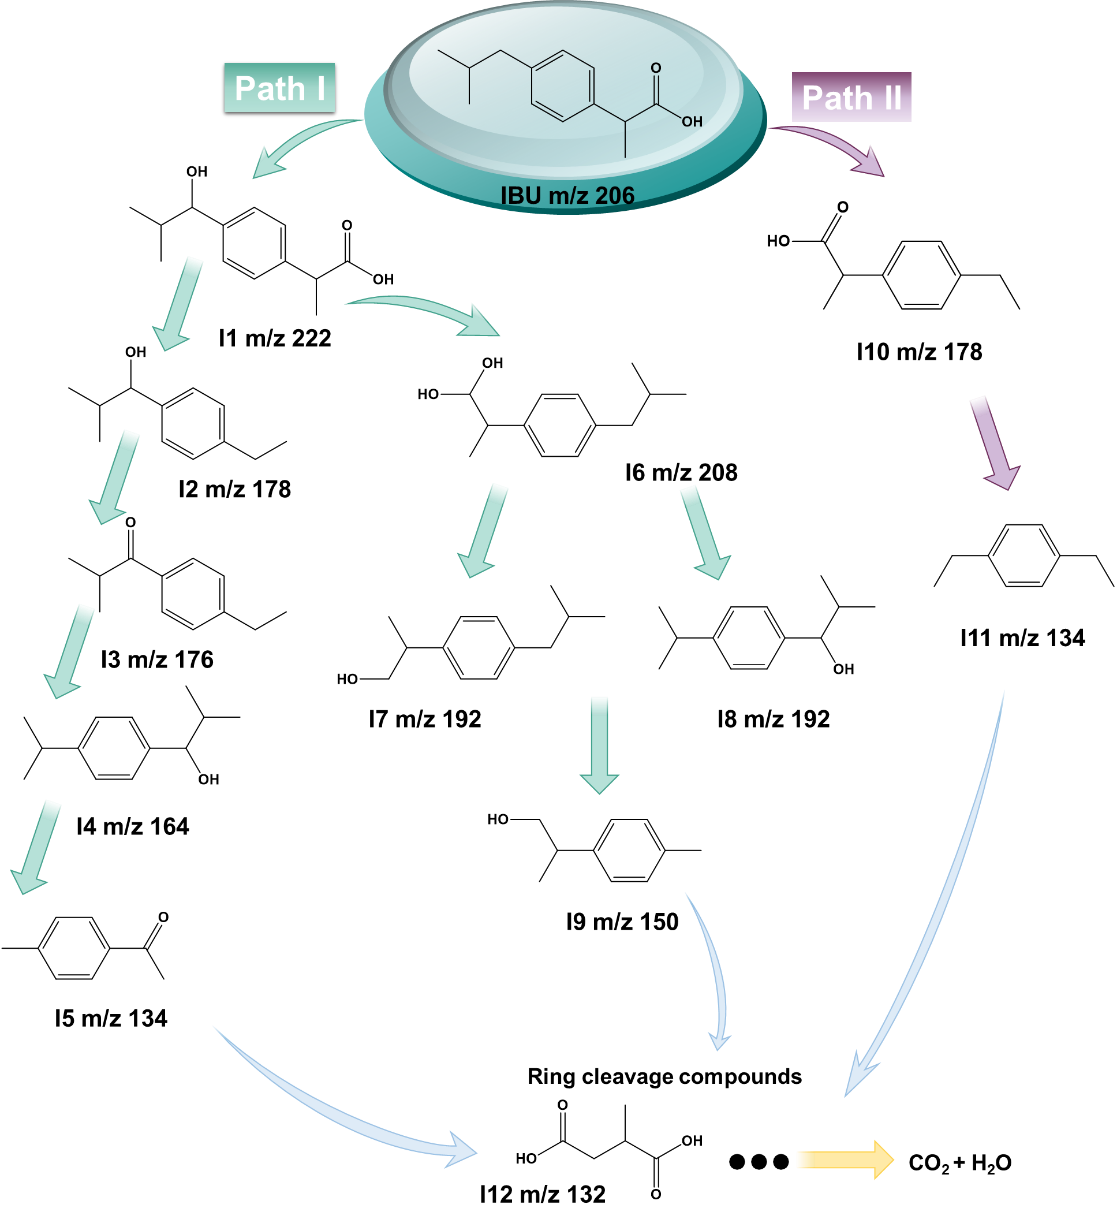 Path I
Path II
O
OH
IBU m/z 206
OH
O
OH
I1 m/z 222
O
HO
I10 m/z 178
OH
I2 m/z 178
OH
HO
I6 m/z 208
O
I3 m/z 176
I11 m/z 134
HO
I7 m/z 192
OH
I8 m/z 192
OH
I4 m/z 164
HO
I9 m/z 150
O
I5 m/z 134
Ring cleavage compounds
O
OH
HO
O
I12 m/z 132
CO₂ + H₂O